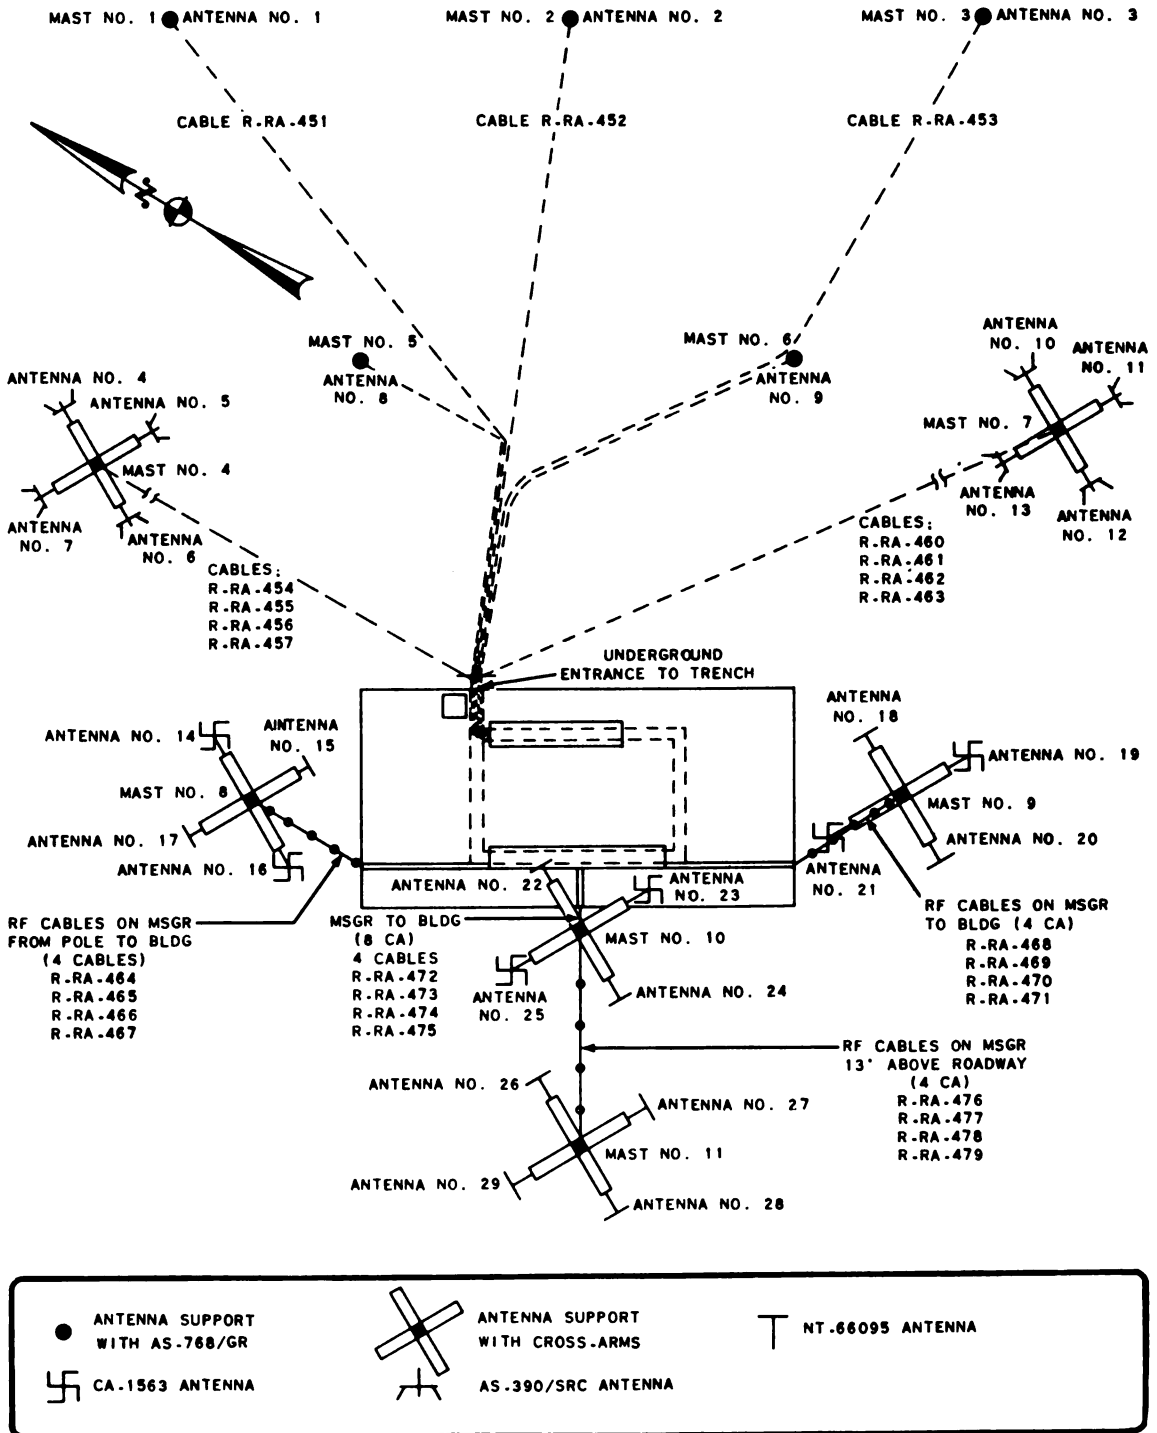 MAST NO. 1 ANTENNA NO. 1
MAST NO. 2 ANTENNA NO. 2
MAST NO. 3 ANTENNA NO. 3
CABLE R-RA-451
CABLE R-RA-452
CABLE R-RA-453
N
MAST NO. 5
ANTENNA
NO. 8
MAST NO. 6
ANTENNA
NO. 9
ANTENNA
NO. 10
ANTENNA
NO. 11
MAST NO. 7
ANTENNA
NO. 13
ANTENNA
NO. 12
ANTENNA NO. 4
ANTENNA NO. 5
MAST NO. 4
ANTENNA
NO. 7
ANTENNA
NO. 6
CABLES:
R-RA-454
R-RA-455
R-RA-456
R-RA-457
CABLES:
R-RA-460
R-RA-461
R-RA-462
R-RA-463
UNDERGROUND
ENTRANCE TO TRENCH
ANTENNA NO. 14
ANTENNA
NO. 15
MAST NO. 8
ANTENNA NO. 17
ANTENNA NO. 16
ANTENNA
NO. 18
ANTENNA NO. 19
MAST NO. 9
ANTENNA
NO. 20
ANTENNA
NO. 21
ANTENNA NO. 22
ANTENNA
NO. 23
MAST NO. 10
ANTENNA NO. 24
ANTENNA
NO. 25
RF CABLES ON MSGR
FROM POLE TO BLDG
(4 CABLES)
R-RA-464
R-RA-465
R-RA-466
R-RA-467
MSGR TO BLDG
(8 CA)
4 CABLES
R-RA-472
R-RA-473
R-RA-474
R-RA-475
RF CABLES ON MSGR
TO BLDG (4 CA)
R-RA-468
R-RA-469
R-RA-470
R-RA-471
RF CABLES ON MSGR
13' ABOVE ROADWAY
(4 CA)
R-RA-476
R-RA-477
R-RA-478
R-RA-479
ANTENNA NO. 26
ANTENNA NO. 27
MAST NO. 11
ANTENNA NO. 29
ANTENNA NO. 28
ANTENNA SUPPORT
WITH AS-768/GR
ANTENNA SUPPORT
WITH CROSS-ARMS
NT-66095 ANTENNA
CA-1563 ANTENNA
AS-390/SRC ANTENNA